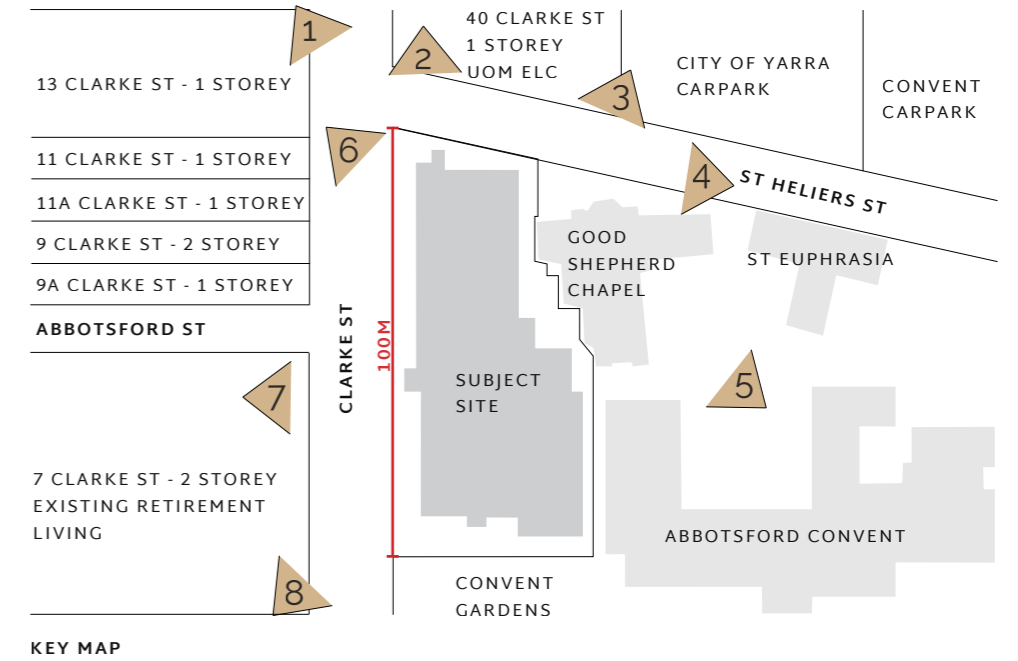 1
40 CLARKE ST
1 STOREY
UOM ELC
2
CITY OF YARRA
CARPARK
3
CONVENT
CARPARK
13 CLARKE ST - 1 STOREY
11 CLARKE ST - 1 STOREY
11A CLARKE ST - 1 STOREY
9 CLARKE ST - 2 STOREY
9A CLARKE ST - 1 STOREY
6
4
ST HELIERS ST
GOOD
SHEPHERD
CHAPEL
ST EUPHRASIA
ABBOTSFORD ST
CLARKE ST
100M
SUBJECT
SITE
5
7
7 CLARKE ST - 2 STOREY
EXISTING RETIREMENT
LIVING
ABBOTSFORD CONVENT
8
CONVENT
GARDENS
KEY MAP